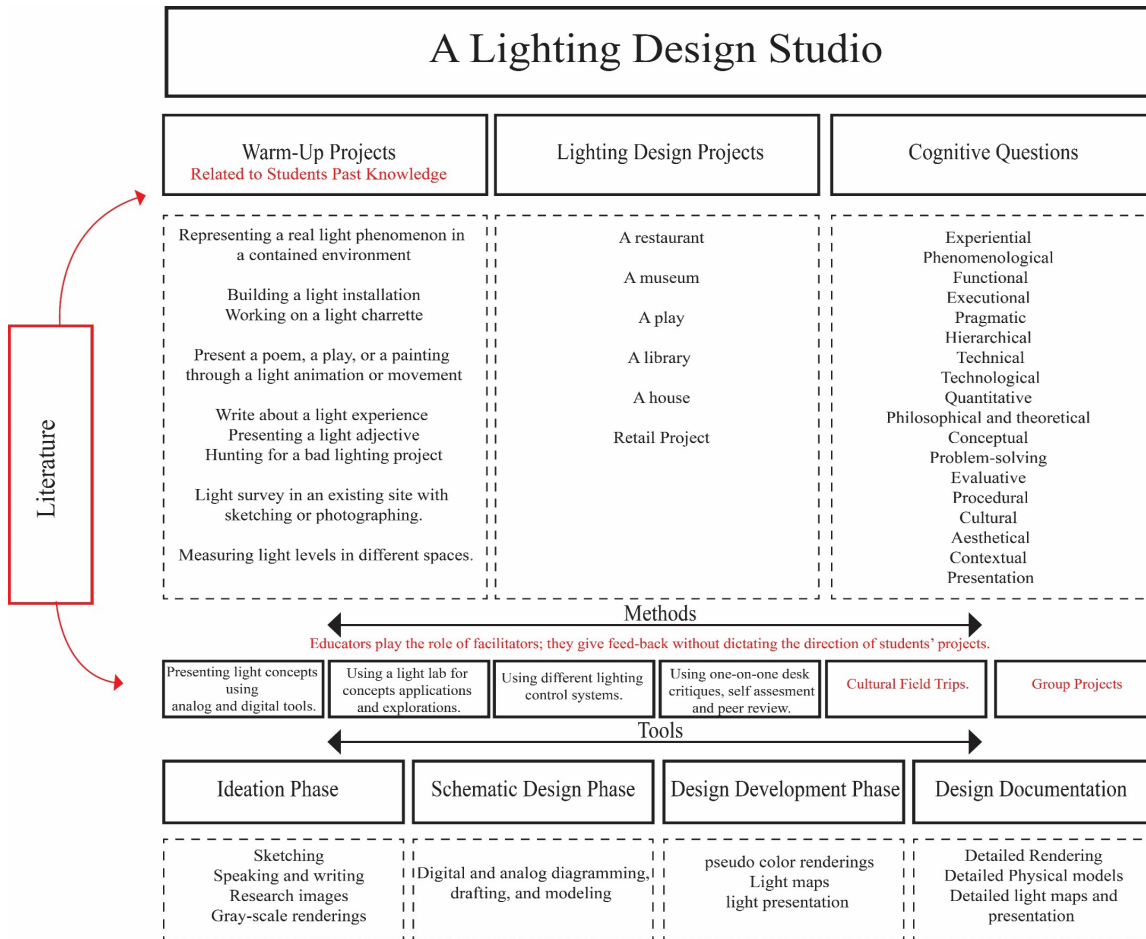 A Lighting Design Studio
Warm-Up Projects
Related to Students Past Knowledge
Lighting Design Projects
Cognitive Questions
Literature
Representing a real light phenomenon in
a contained environment
Building a light installation
Working on a light charrette
Present a poem, a play, or a painting
through a light animation or movement
Write about a light experience
Presenting a light adjective
Hunting for a bad lighting project
Light survey in an existing site with
sketching or photographing.
Measuring light levels in different spaces.
A restaurant
A museum
A play
A library
A house
Retail Project
Experiential
Phenomenological
Functional
Executional
Pragmatic
Hierarchical
Technical
Technological
Quantitative
Philosophical and theoretical
Conceptual
Problem-solving
Evaluative
Procedural
Cultural
Aesthetical
Contextual
Presentation
Methods
Educators play the role of facilitators; they give feed-back without dictating the direction of students' projects.
Presenting light concepts
using
analog and digital tools.
Using a light lab for
concepts applications
and explorations.
Using different lighting
control systems.
Using one-on-one desk
critiques, self assesment
and peer review.
Cultural Field Trips.
Group Projects
Tools
Ideation Phase
Schematic Design Phase
Design Development Phase
Design Documentation
Sketching
Speaking and writing
Research images
Gray-scale renderings
Digital and analog diagramming,
drafting, and modeling
pseudo color renderings
Light maps
light presentation
Detailed Rendering
Detailed Physical models
Detailed light maps and
presentation